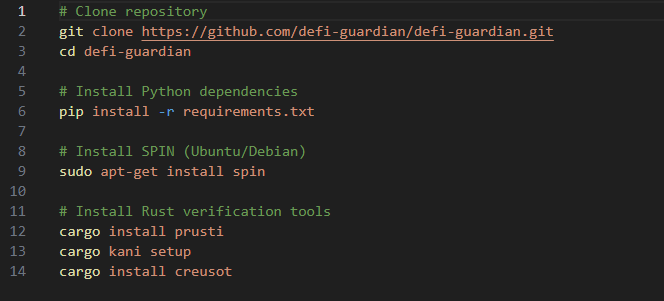 1 # Clone repository
2 git clone https://github.com/defi-guardian/defi-guardian.git
3 cd defi-guardian
4
5 # Install Python dependencies
6 pip install -r requirements.txt
7
8 # Install SPIN (Ubuntu/Debian)
9 sudo apt-get install spin
10
11 # Install Rust verification tools
12 cargo install prusti
13 cargo kani setup
14 cargo install creusot